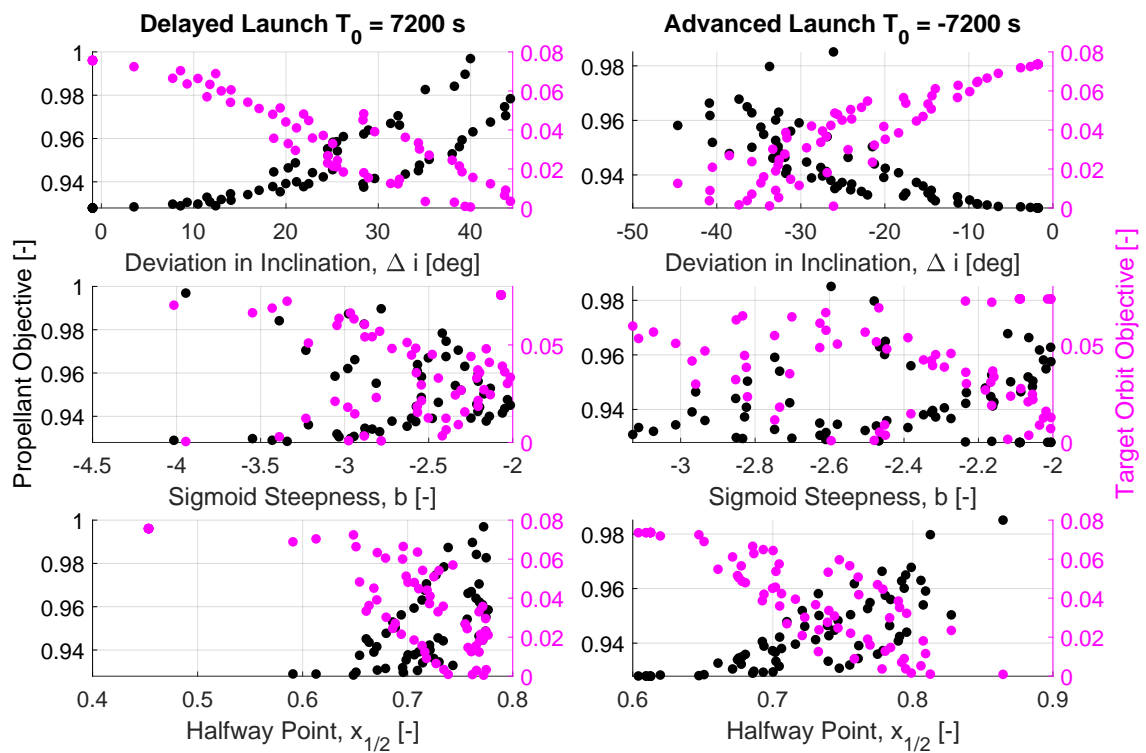 Delayed Launch T_0 = 7200 s
Advanced Launch T_0 = -7200 s
1
0.98
0.96
0.94
0.08
0.06
0.04
0.02
0
0 10 20 30 40
Deviation in Inclination, Δ i [deg]
0.98
0.96
0.94
0.08
0.06
0.04
0.02
0
-50 -40 -30 -20 -10 0
Deviation in Inclination, Δ i [deg]
Propellant Objective [-]
1
0.98
0.96
0.94
0.05
0
-4.5 -4 -3.5 -3 -2.5 -2
Sigmoid Steepness, b [-]
0.98
0.96
0.94
0.05
0
-3 -2.8 -2.6 -2.4 -2.2 -2
Sigmoid Steepness, b [-]
Target Orbit Objective [-]
1
0.98
0.96
0.94
0.08
0.06
0.04
0.02
0
0.4 0.5 0.6 0.7 0.8
Halfway Point, x_{1/2} [-]
0.98
0.96
0.94
0.08
0.06
0.04
0.02
0
0.6 0.7 0.8 0.9
Halfway Point, x_{1/2} [-]